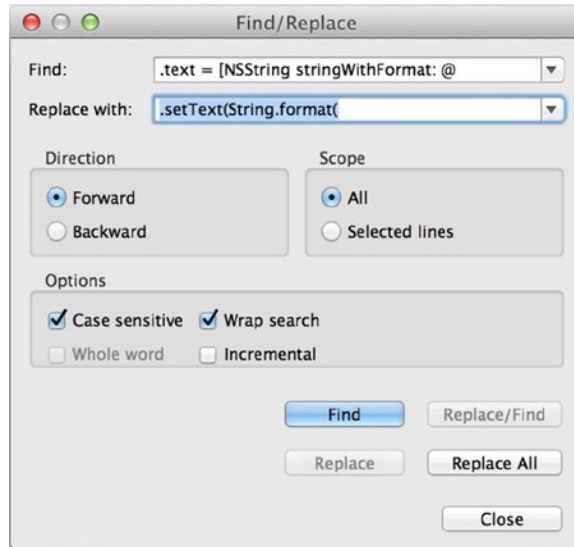 Find/Replace
Find: .text = [NSString stringWithFormat: @
Replace with: .setText(String.format(
Direction Scope
Forward All
Backward Selected lines
Options
Case sensitive Wrap search
Whole word Incremental
Find Replace/Find
Replace Replace All
Close